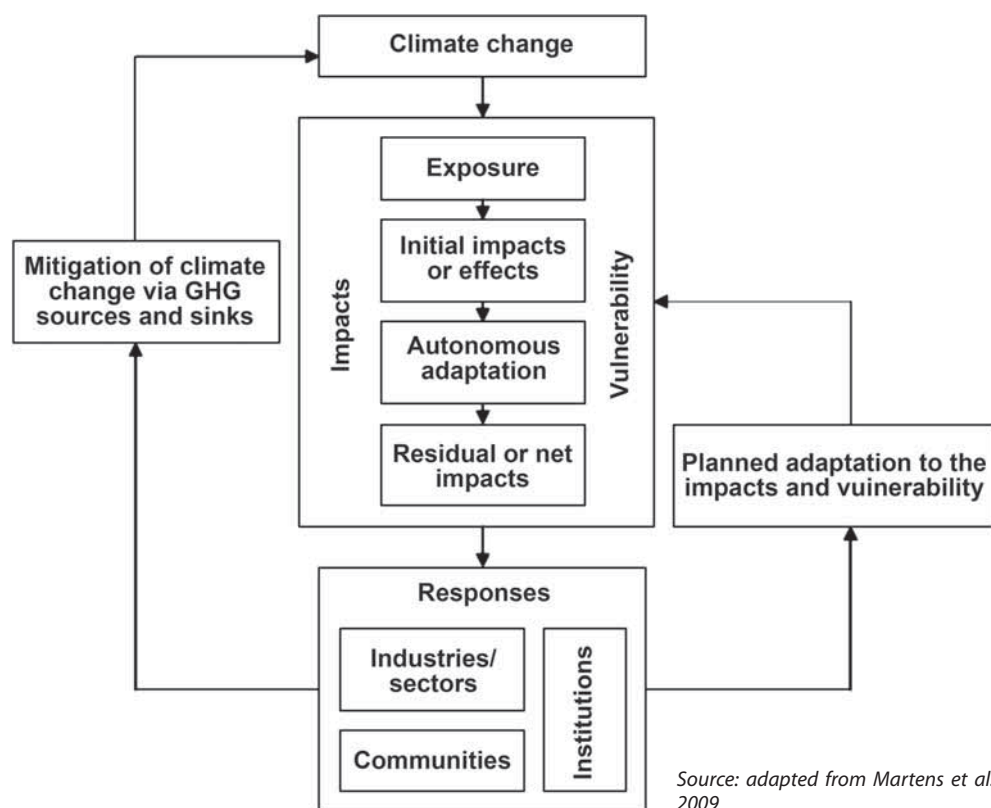 Climate change
Exposure
Initial impacts
or effects
Autonomous
adaptation
Residual or net
impacts
Impacts
Vulnerability
Mitigation of climate
change via GHG
sources and sinks
Planned adaptation to the
impacts and vuinerability
Responses
Industries/
sectors
Communities
Institutions
Source: adapted from Martens et al.
2009